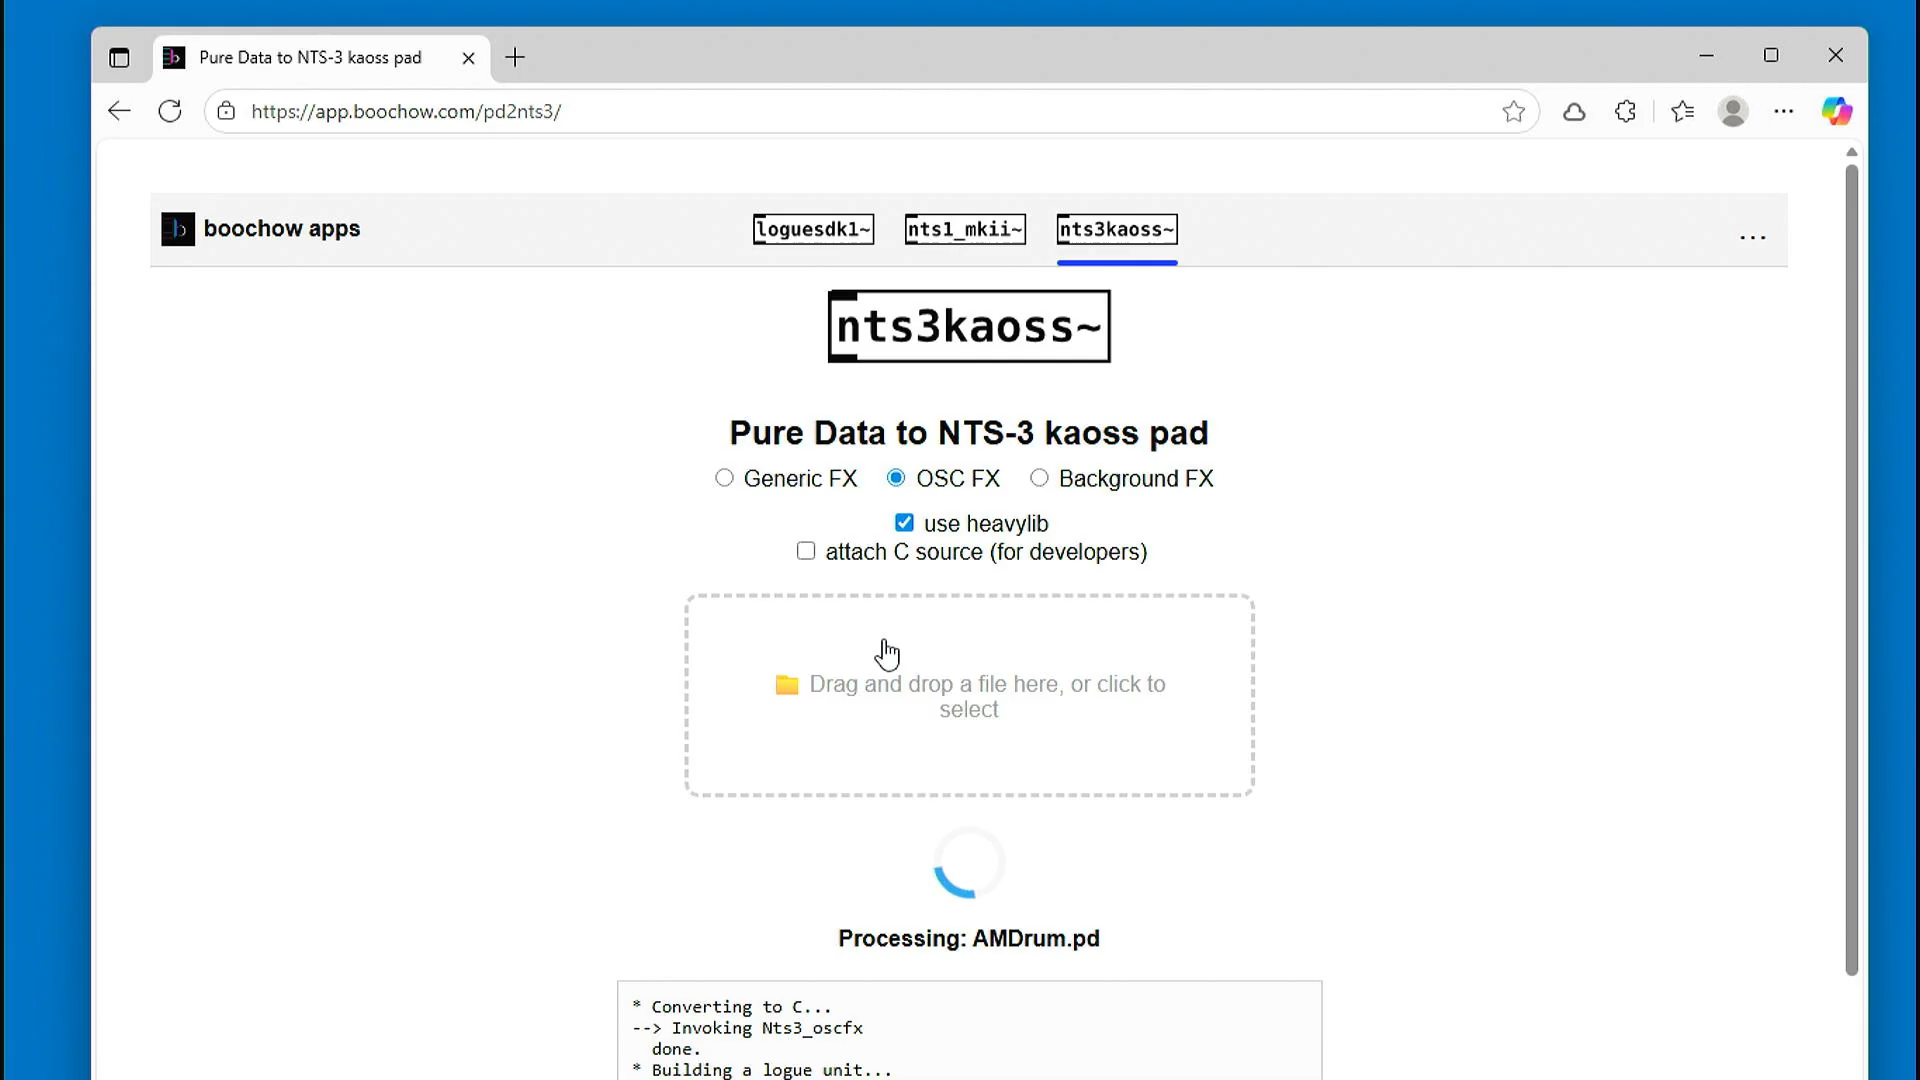 Pure Data to NTS-3 kaoss pad
https://app.boochow.com/pd2nts3/
boochow apps
loguesdk1~
nts1_mkii~
nts3kaoss~
...
nts3kaoss~
Pure Data to NTS-3 kaoss pad
Generic FX
OSC FX
Background FX
use heavylib
attach C source (for developers)
Drag and drop a file here, or click to
select
Processing: AMDrum.pd
* Converting to C...
--> Invoking Nts3_oscfx
done.
* Building a logue unit...